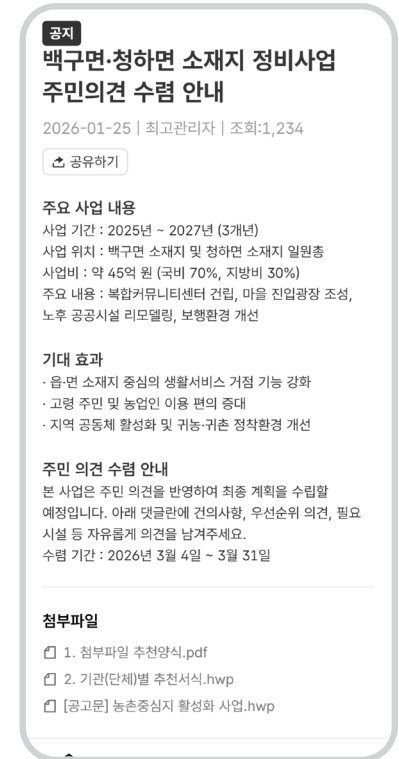 공지
백구면·청하면 소재지 정비사업
주민의견 수렴 안내
2026-01-25 | 최고관리자 | 조회:1,234
공유하기
주요 사업 내용
사업 기간 : 2025년 ~ 2027년 (3개년)
사업 위치 : 백구면 소재지 및 청하면 소재지 일원총
사업비 : 약 45억 원 (국비 70%, 지방비 30%)
주요 내용 : 복합커뮤니티센터 건립, 마을 진입광장 조성,
노후 공공시설 리모델링, 보행환경 개선
기대 효과
· 읍·면 소재지 중심의 생활서비스 거점 기능 강화
· 고령 주민 및 농업인 이용 편의 증대
· 지역 공동체 활성화 및 귀농·귀촌 정착환경 개선
주민 의견 수렴 안내
본 사업은 주민 의견을 반영하여 최종 계획을 수립할
예정입니다. 아래 댓글란에 건의사항, 우선순위 의견, 필요
시설 등 자유롭게 의견을 남겨주세요.
수렴 기간 : 2026년 3월 4일 ~ 3월 31일
첨부파일
1. 첨부파일 추천양식.pdf
2. 기관(단체)별 추천서식.hwp
[공고문] 농촌중심지 활성화 사업.hwp